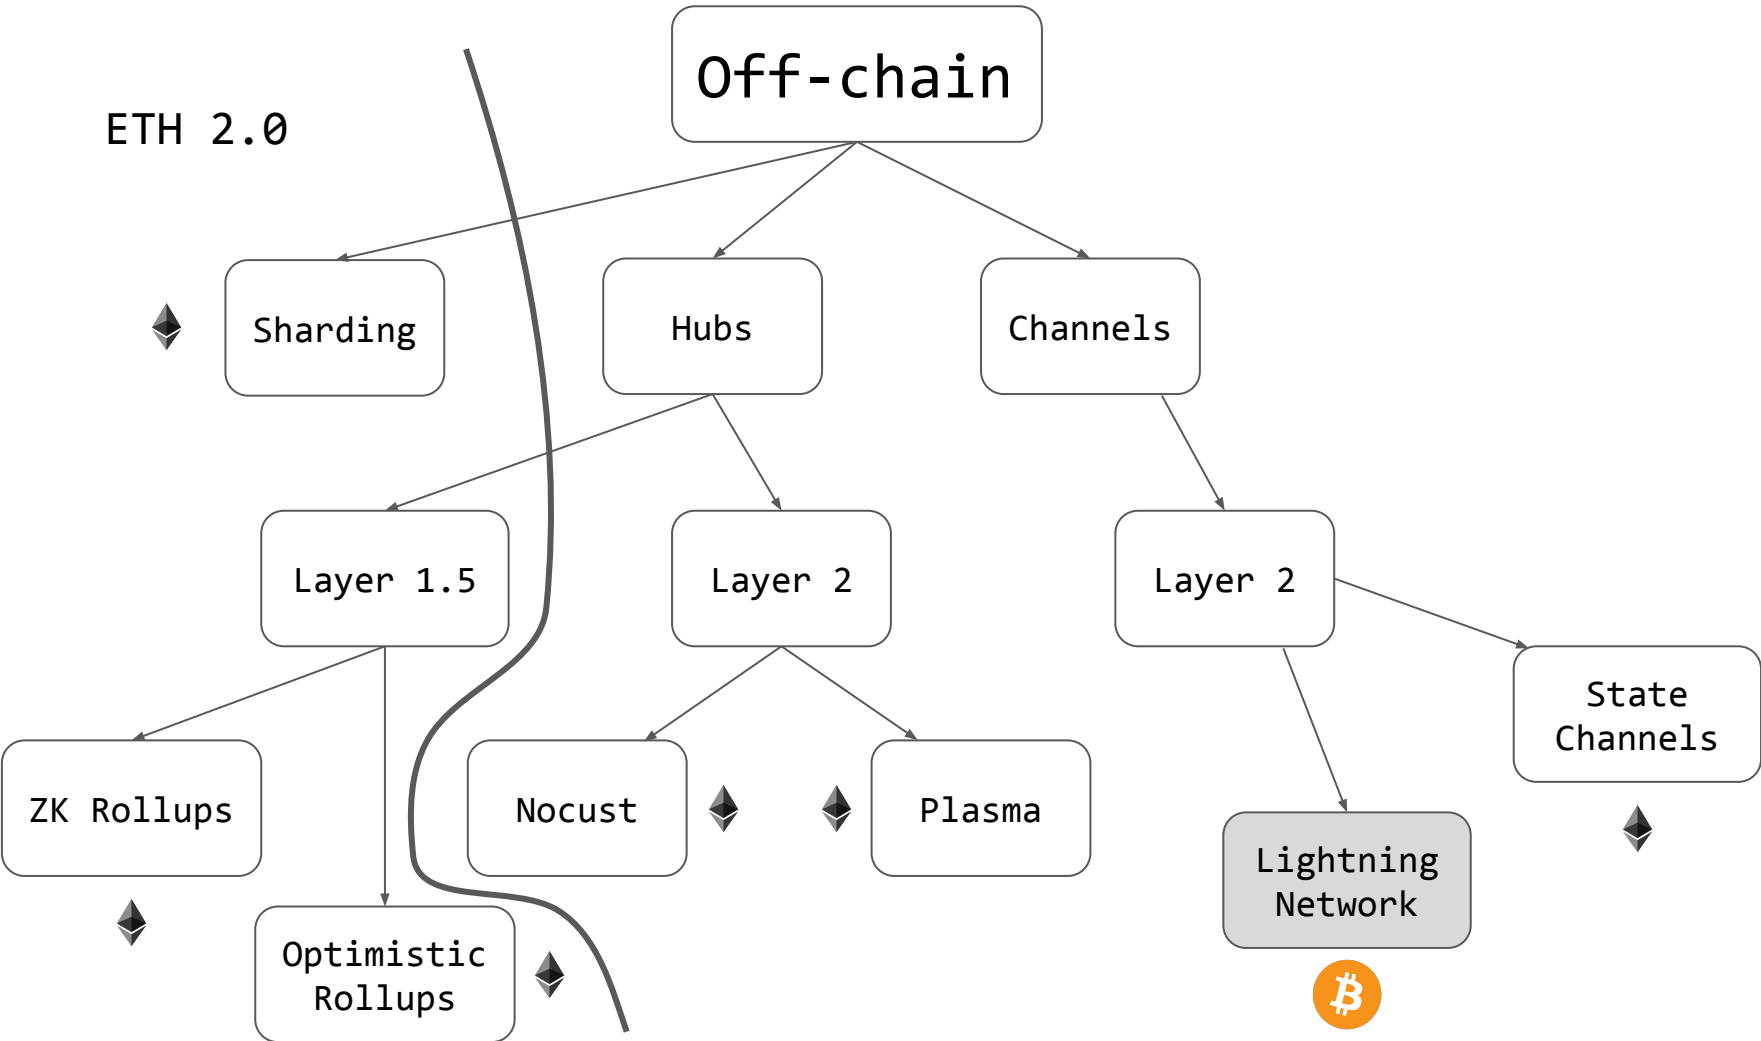 Off-chain
ETH 2.0
Sharding
Hubs
Channels
Layer 1.5
Layer 2
Layer 2
State
Channels
ZK Rollups
Nocust
Plasma
Lightning
Network
Optimistic
Rollups